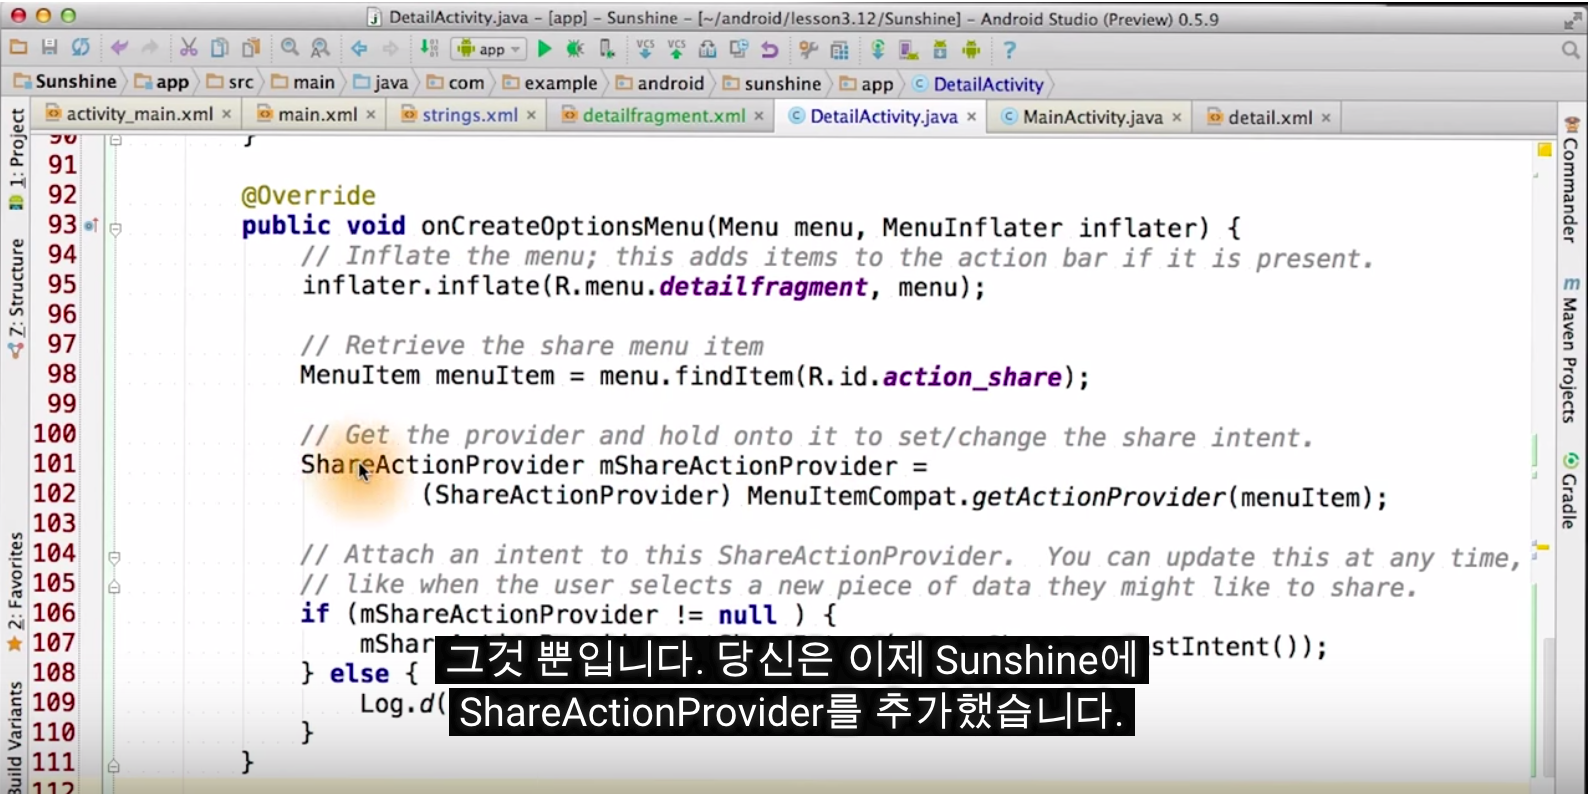 DetailActivity.java - [app] - Sunshine - [~/android/lesson3.12/Sunshine] - Android Studio (Preview) 0.5.9
app
VCS VCS
?
Sunshine app src main java com example android sunshine app DetailActivity
activity_main.xml × main.xml × strings.xml × detailfragment.xml × DetailActivity.java × MainActivity.java × detail.xml ×
1: Project
7: Structure
2: Favorites
Build Variants
90 }
91
92 @Override
93 public void onCreateOptionsMenu(Menu menu, MenuInflater inflater) {
94 // Inflate the menu; this adds items to the action bar if it is present.
95 inflater.inflate(R.menu.detailfragment, menu);
96
97 // Retrieve the share menu item
98 MenuItem menuItem = menu.findItem(R.id.action_share);
99
100 // Get the provider and hold onto it to set/change the share intent.
101 ShareActionProvider mShareActionProvider =
102 (ShareActionProvider) MenuItemCompat.getActionProvider(menuItem);
103
104 // Attach an intent to this ShareActionProvider.  You can update this at any time,
105 // like when the user selects a new piece of data they might like to share.
106 if (mShareActionProvider != null ) {
107 mShar stIntent());
108 } else {
109 Log.d(
110 }
111 }
112
그것 뿐입니다. 당신은 이제 Sunshine에
ShareActionProvider를 추가했습니다.
Commander
m Maven Projects
Gradle